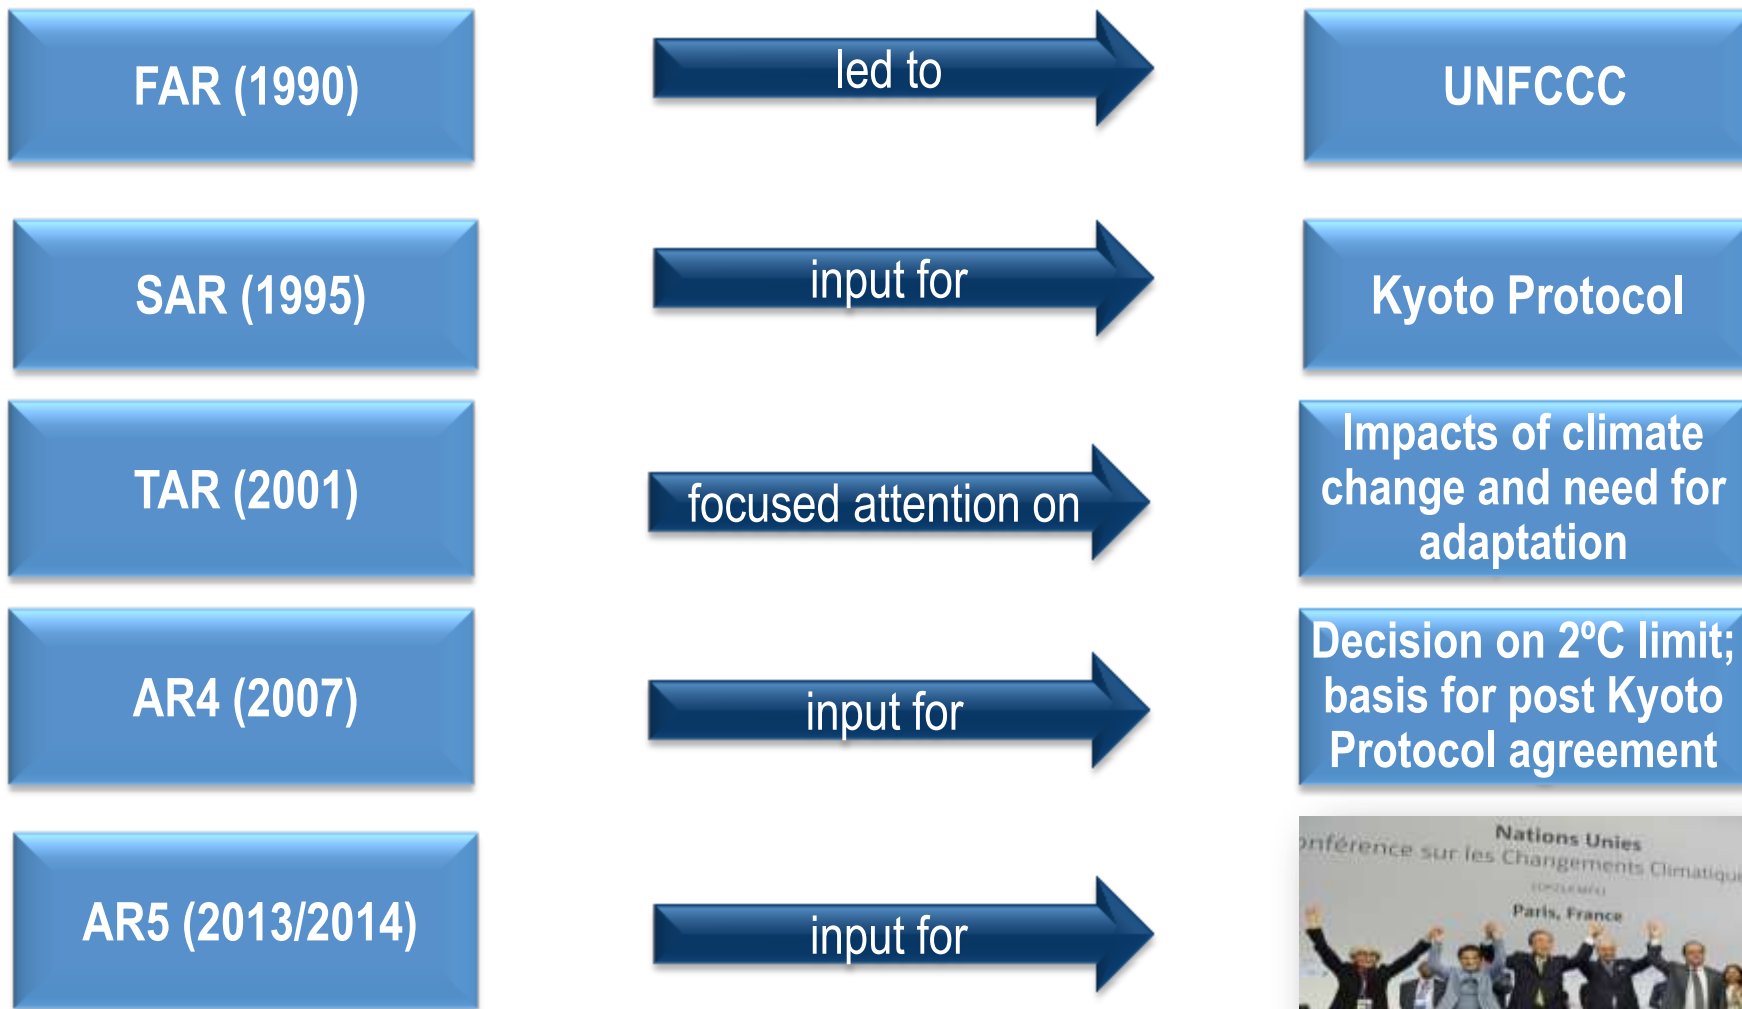 FAR (1990)
led to
UNFCCC
SAR (1995)
input for
Kyoto Protocol
TAR (2001)
focused attention on
Impacts of climate
change and need for
adaptation
AR4 (2007)
input for
Decision on 2ºC limit;
basis for post Kyoto
Protocol agreement
AR5 (2013/2014)
input for
Nations Unies
onférence sur les Changements Climatique
Paris, France